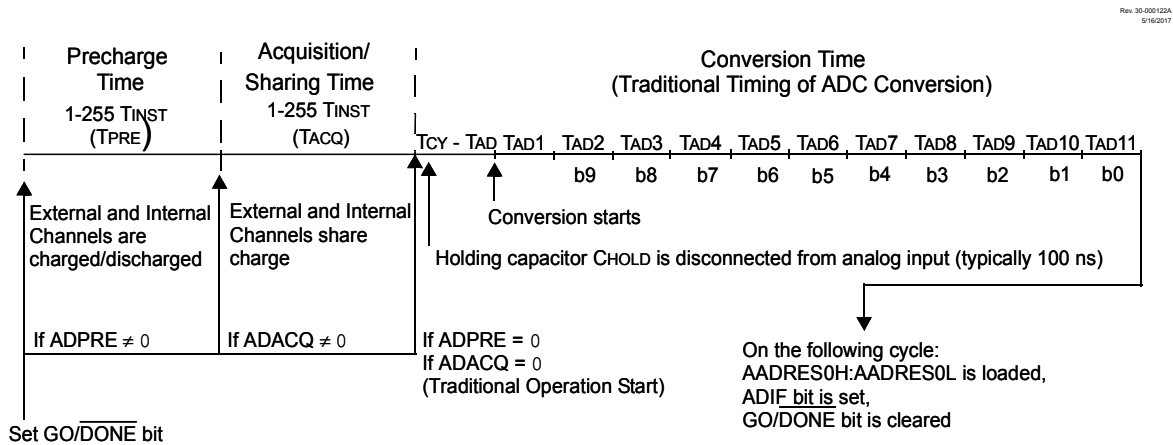 Rev. 30-000122A
5/16/2017
Precharge
Time
1-255 TINST
(TPRE)
Acquisition/
Sharing Time
1-255 TINST
(TACQ)
Conversion Time
(Traditional Timing of ADC Conversion)
TCY - TAD TAD1 TAD2 TAD3 TAD4 TAD5 TAD6 TAD7 TAD8 TAD9 TAD10 TAD11
b9 b8 b7 b6 b5 b4 b3 b2 b1 b0
External and Internal
Channels are
charged/discharged
External and Internal
Channels share
charge
Conversion starts
Holding capacitor CHOLD is disconnected from analog input (typically 100 ns)
If ADPRE ≠ 0
If ADACQ ≠ 0
If ADPRE = 0
If ADACQ = 0
(Traditional Operation Start)
On the following cycle:
AADRES0H:AADRES0L is loaded,
ADIF bit is set,
GO/DONE bit is cleared
Set GO/DONE bit